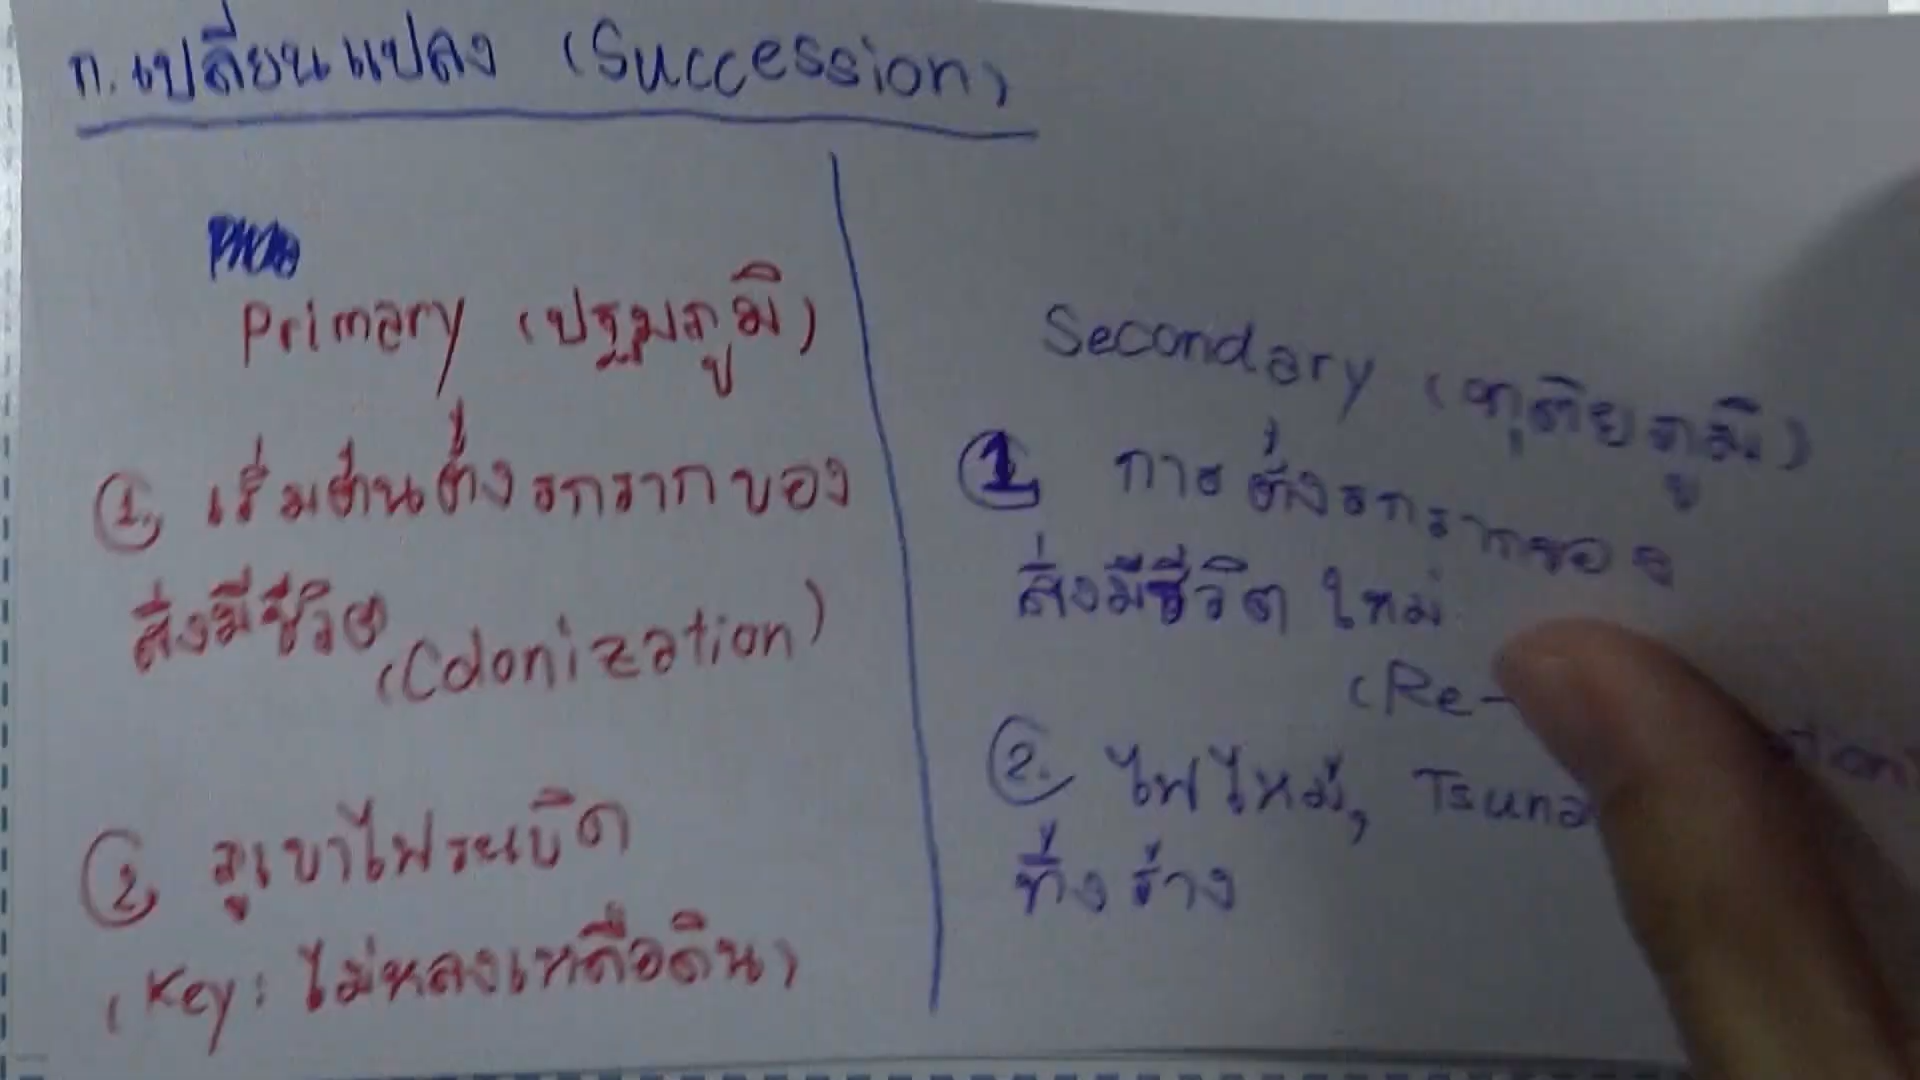 ก.เปลี่ยนแปลง (Succession)
Primary (ปฐมภูมิ)
1. เริ่มต้นตั้งรกรากของ
สิ่งมีชีวิต
(Colonization)
2. ภูเขาไฟระเบิด
(Key: ไม่หลงเหลือดิน)
Secondary (ทุติยภูมิ)
1. การตั้งรกรากของ
สิ่งมีชีวิตใหม่
(Re-
2. ไฟไหม้, Tsuna
ทิ้งร้าง